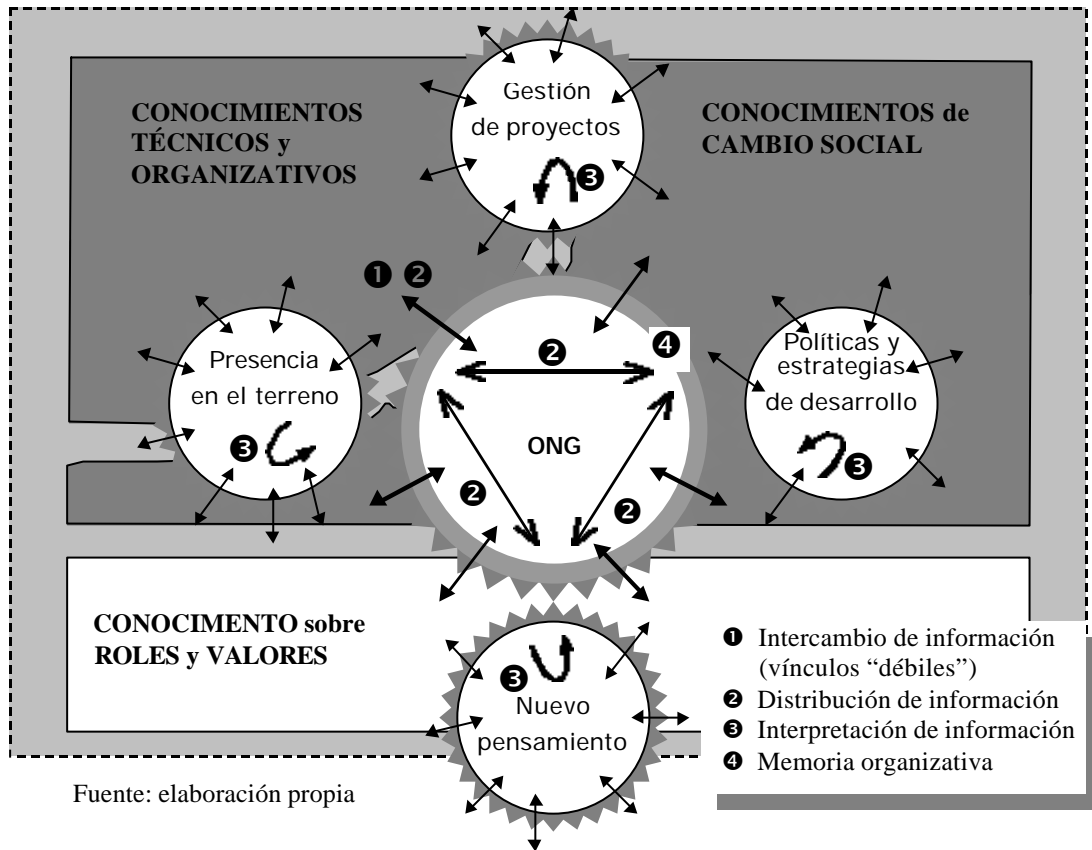 Gestión
de proyectos
❸
CONOCIMIENTOS
TÉCNICOS y
ORGANIZATIVOS
CONOCIMIENTOS de
CAMBIO SOCIAL
❶ ❷
Presencia
en el terreno
❸
❷
❹
ONG
❷
❷
Políticas y
estrategias
de desarrollo
❸
CONOCIMENTO sobre
ROLES y VALORES
❸
Nuevo
pensamiento
❶ Intercambio de información
(vínculos “débiles”)
❷ Distribución de información
❸ Interpretación de información
❹ Memoria organizativa
Fuente: elaboración propia